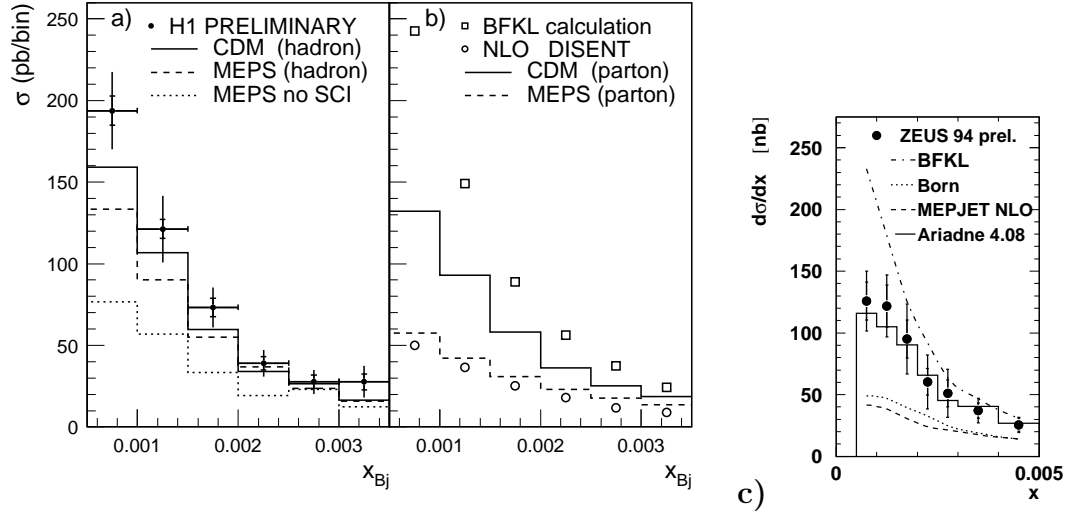 σ (pb/bin)
250
200
150
100
50
0
a)
H1 PRELIMINARY
CDM (hadron)
MEPS (hadron)
MEPS no SCI
0.001
0.002
0.003
x_Bj
b)
BFKL calculation
NLO DISENT
CDM (parton)
MEPS (parton)
0.001
0.002
0.003
x_Bj
c)
dσ/dx [nb]
250
200
150
100
50
0
ZEUS 94 prel.
BFKL
Born
MEPJET NLO
Ariadne 4.08
0
0.005
x